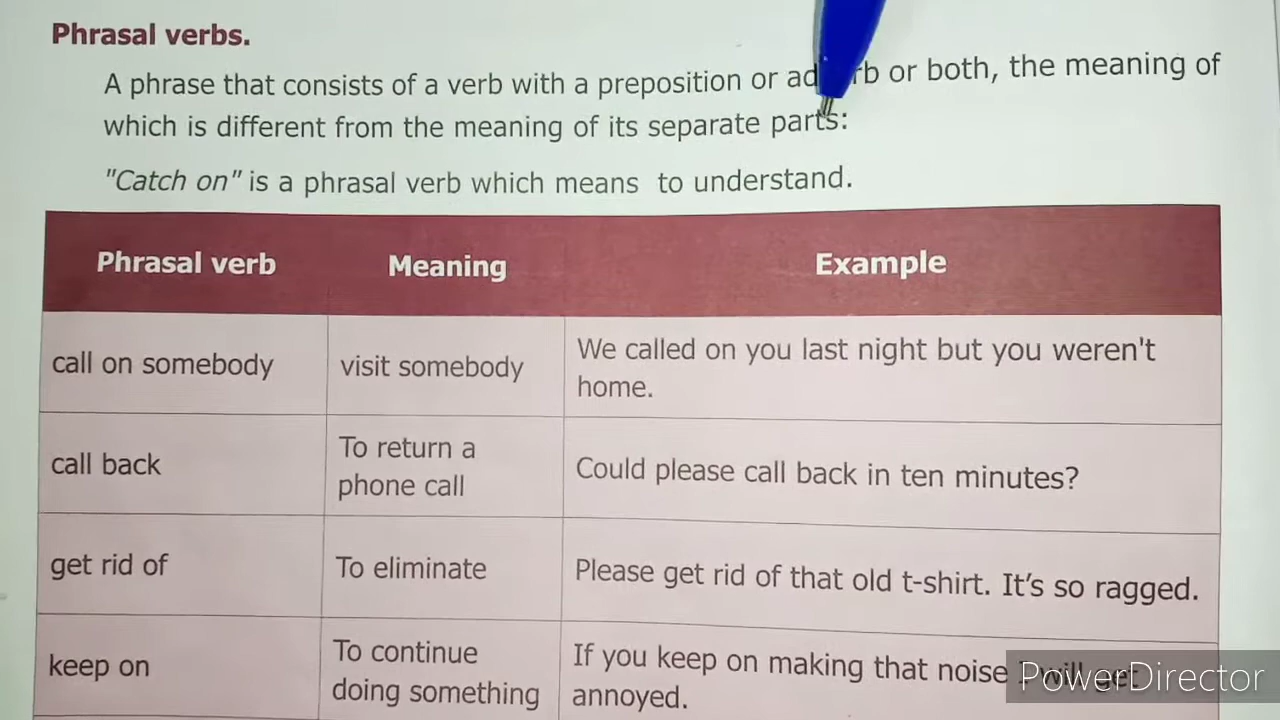 Phrasal verbs.
A phrase that consists of a verb with a preposition or adverb or both, the meaning of
which is different from the meaning of its separate parts:
"Catch on" is a phrasal verb which means to understand.
Phrasal verb Meaning Example
call on somebody
visit somebody
We called on you last night but you weren't
home.
call back
To return a
phone call
Could please call back in ten minutes?
get rid of
To eliminate
Please get rid of that old t-shirt. It's so ragged.
keep on
To continue
doing something
If you keep on making that noise I will get
annoyed.
PowerDirector